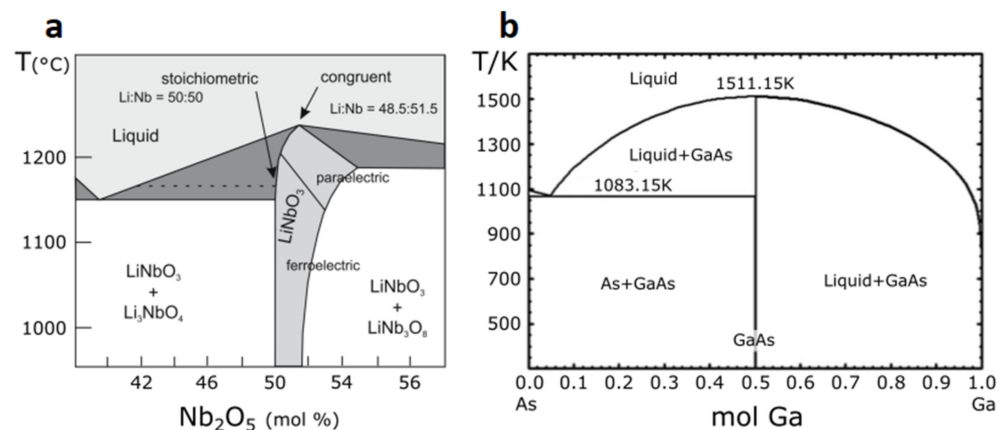 a
T(°C)
stoichiometric
Li:Nb = 50:50
congruent
Li:Nb = 48.5:51.5
Liquid
1200
paraelectric
LiNbO₃
1100
ferroelectric
LiNbO₃
+
Li₃NbO₄
LiNbO₃
+
LiNb₃O₈
1000
42 46 50 54 56
Nb₂O₅ (mol %)
b
T/K
Liquid
1511.15K
1500
1300
Liquid+GaAs
1100
1083.15K
900
700
As+GaAs
Liquid+GaAs
500
GaAs
0.0 0.1 0.2 0.3 0.4 0.5 0.6 0.7 0.8 0.9 1.0
As
Ga
mol Ga